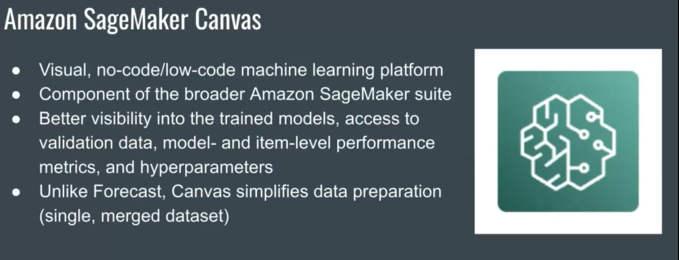 Amazon SageMaker Canvas
● Visual, no-code/low-code machine learning platform
● Component of the broader Amazon SageMaker suite
● Better visibility into the trained models, access to
validation data, model- and item-level performance
metrics, and hyperparameters
● Unlike Forecast, Canvas simplifies data preparation
(single, merged dataset)